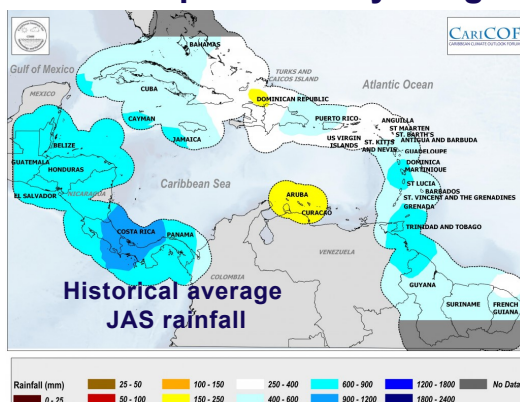 CARICOF
CARIBBEAN CLIMATE OUTLOOK FORUM
BAHAMAS
Gulf of Mexico
TURKS AND
CAICOS ISLAND
Atlantic Ocean
MEXICO
CUBA
DOMINICAN REPUBLIC
CAYMAN
PUERTO RICO
ANGUILLA
ST MAARTEN
ST. BARTH'S
JAMAICA
US VIRGIN
ISLANDS
ST. KITTS
AND NEVIS
ANTIGUA AND BARBUDA
BELIZE
GUADELOUPE
GUATEMALA
DOMINICA
MARTINIQUE
HONDURAS
Caribbean Sea
ST LUCIA
EL SALVADOR
NICARAGUA
ARUBA
BARBADOS
ST. VINCENT AND THE GRENADINES
CURACAO
GRENADA
COSTA RICA
PANAMA
TRINIDAD AND TOBAGO
VENEZUELA
COLOMBIA
GUYANA
Historical average
JAS rainfall
SURINAME
FRENCH
GUIANA
Rainfall (mm)
25 - 50
100 - 150
250 - 400
600 - 900
1200 - 1800
No Data
0 - 25
50 - 100
150 - 250
400 - 600
900 - 1200
1800 - 2400